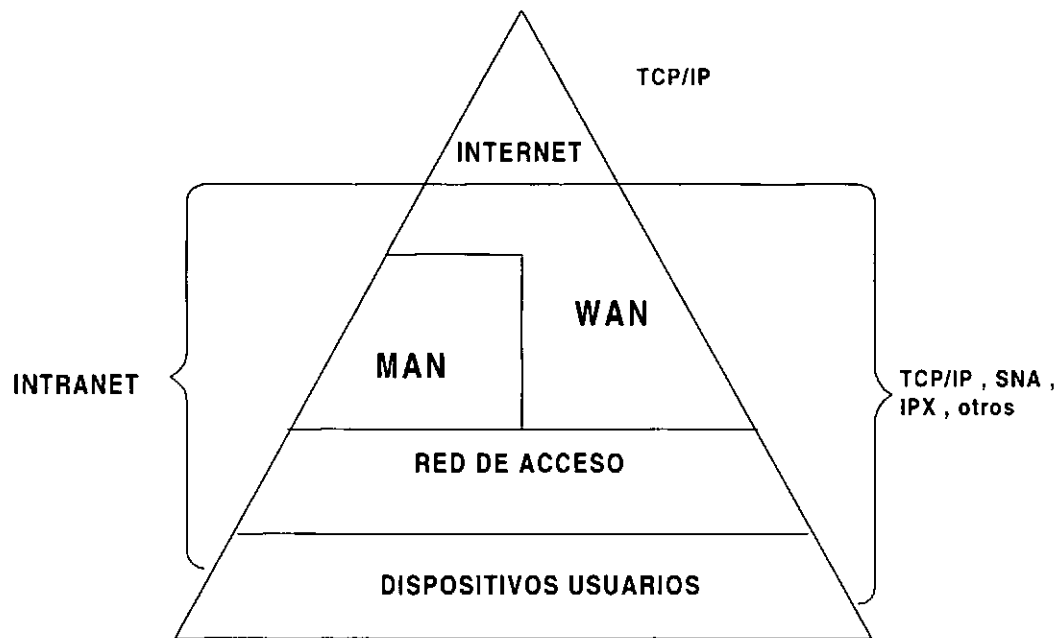 TCP/IP
INTERNET
WAN
MAN
INTRANET
TCP/IP , SNA ,
IPX , otros
RED DE ACCESO
DISPOSITIVOS USUARIOS